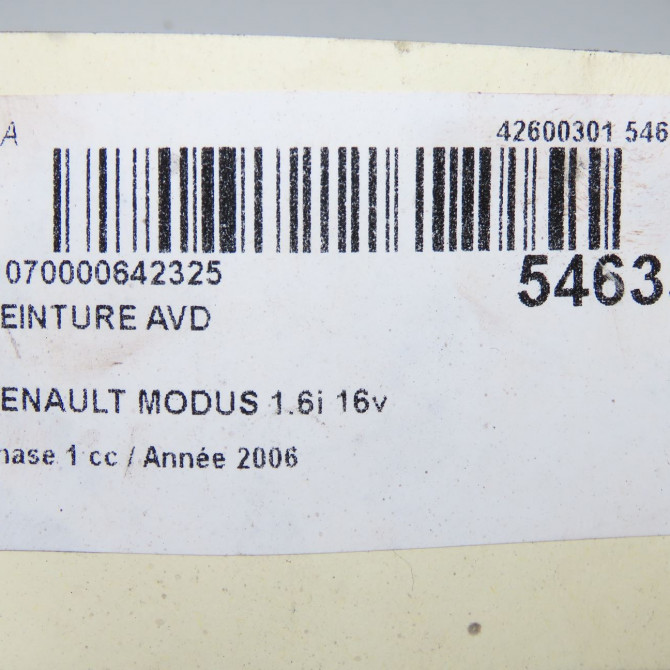 A 42600301 546
070000642325 5463
EINTURE AVD
ENAULT MODUS 1.6i 16v
hase 1 cc / Année 2006